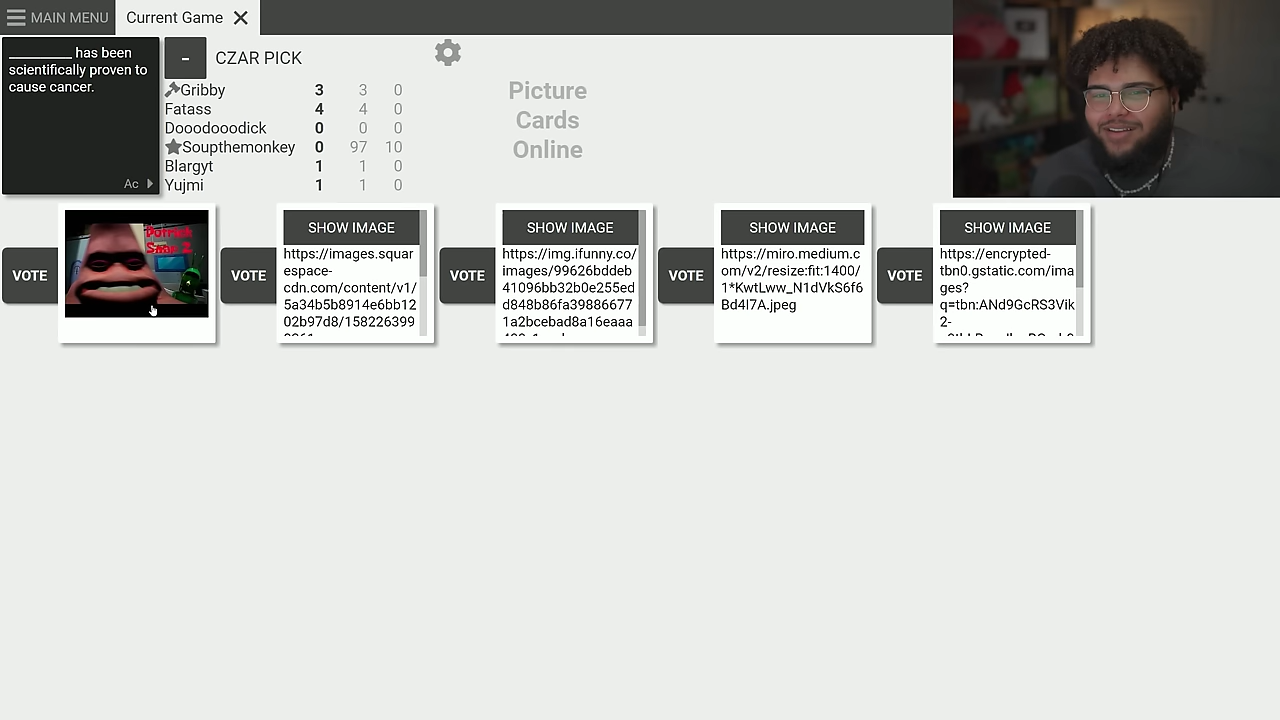 MAIN MENU
Current Game
________ has been
scientifically proven to
cause cancer.
Ac
-
CZAR PICK
Gribby 3 3 0
Fatass 4 4 0
Dooodooodick 0 0 0
Soupthemonkey 0 97 10
Blargyt 1 1 0
Yujmi 1 1 0
Picture
Cards
Online
VOTE
VOTE
SHOW IMAGE
https://images.squar
espace-
cdn.com/content/v1/
5a34b5b8914e6bb12
02b97d8/158226399
VOTE
SHOW IMAGE
https://img.ifunny.co/
images/99626bddeb
41096bb32b0e255ed
d848b86fa39886677
1a2bcebad8a16eaaa
VOTE
SHOW IMAGE
https://miro.medium.c
om/v2/resize:fit:1400/
1*KwtLww_N1dVkS6f6
Bd4I7A.jpeg
VOTE
SHOW IMAGE
https://encrypted-
tbn0.gstatic.com/ima
ges?
q=tbn:ANd9GcRS3Vik
2-